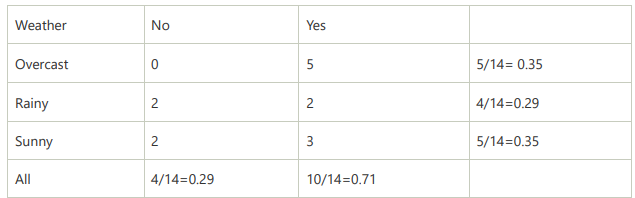 Weather No Yes
Overcast 0 5 5/14= 0.35
Rainy 2 2 4/14=0.29
Sunny 2 3 5/14=0.35
All 4/14=0.29 10/14=0.71